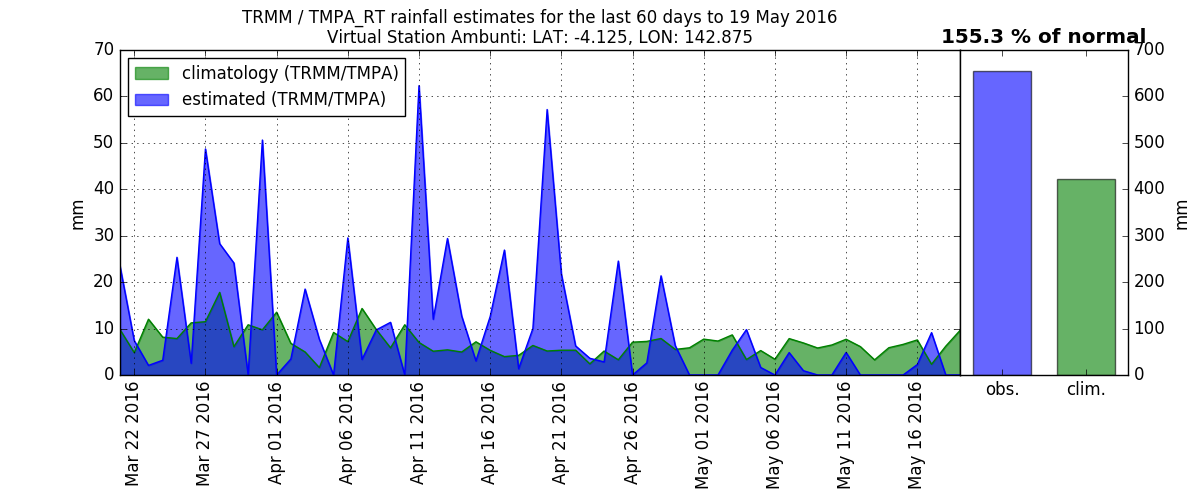 TRMM / TMPA_RT rainfall estimates for the last 60 days to 19 May 2016
Virtual Station Ambunti: LAT: -4.125, LON: 142.875
155.3 % of normal
climatology (TRMM/TMPA)
estimated (TRMM/TMPA)
70
60
50
40
30
20
10
0
mm
Mar 22 2016
Mar 27 2016
Apr 01 2016
Apr 06 2016
Apr 11 2016
Apr 16 2016
Apr 21 2016
Apr 26 2016
May 01 2016
May 06 2016
May 11 2016
May 16 2016
obs.
clim.
700
600
500
400
300
200
100
0
mm